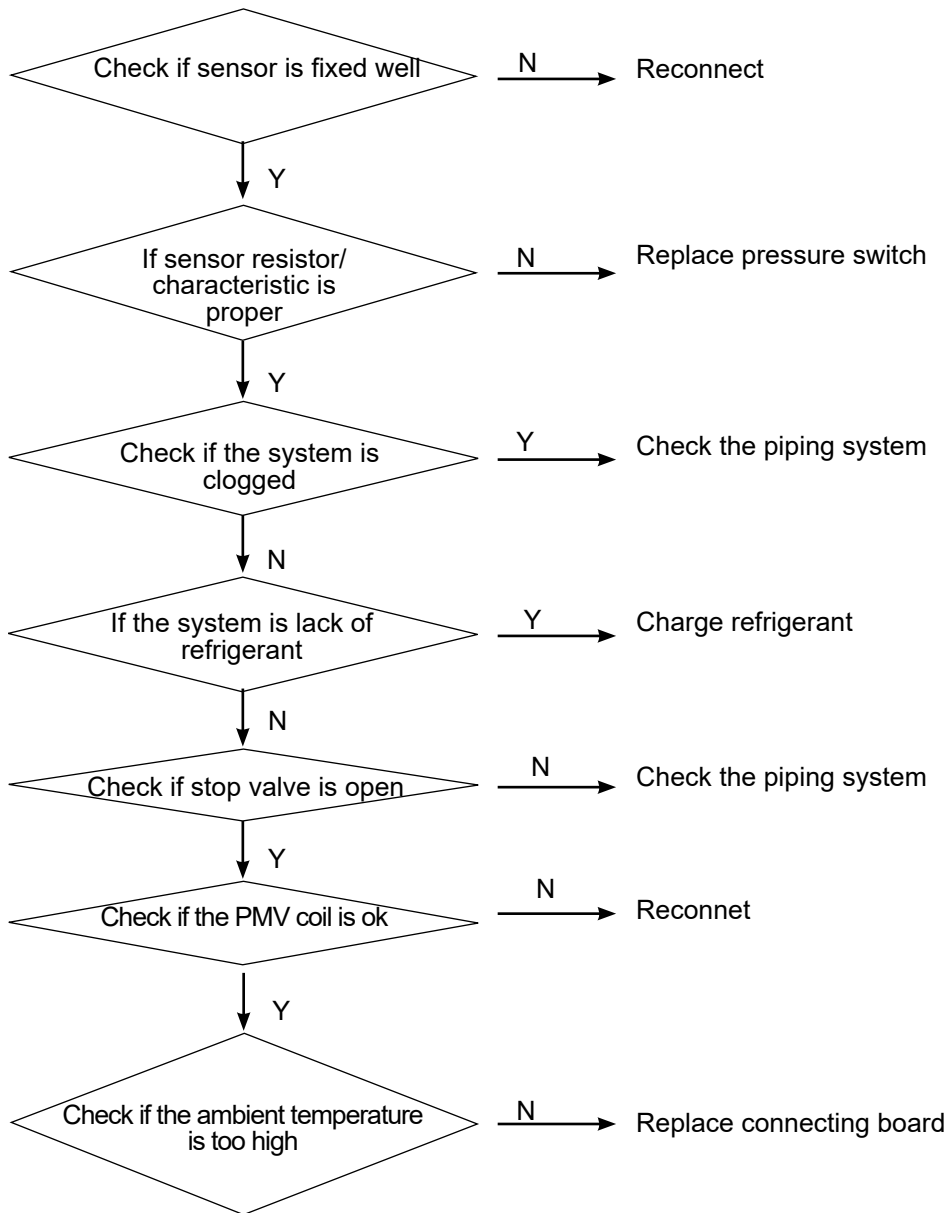 Check if sensor is fixed well
N
Reconnect
Y
If sensor resistor/
characteristic is
proper
N
Replace pressure switch
Y
Check if the system is
clogged
Y
Check the piping system
N
If the system is lack of
refrigerant
Y
Charge refrigerant
N
Check if stop valve is open
N
Check the piping system
Y
Check if the PMV coil is ok
N
Reconnet
Y
Check if the ambient temperature
is too high
N
Replace connecting board